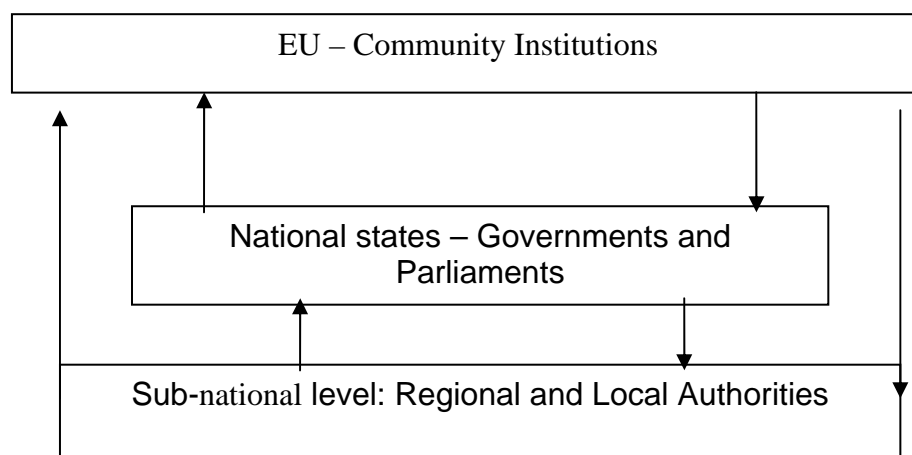 EU – Community Institutions
National states – Governments and
Parliaments
Sub-national level: Regional and Local Authorities